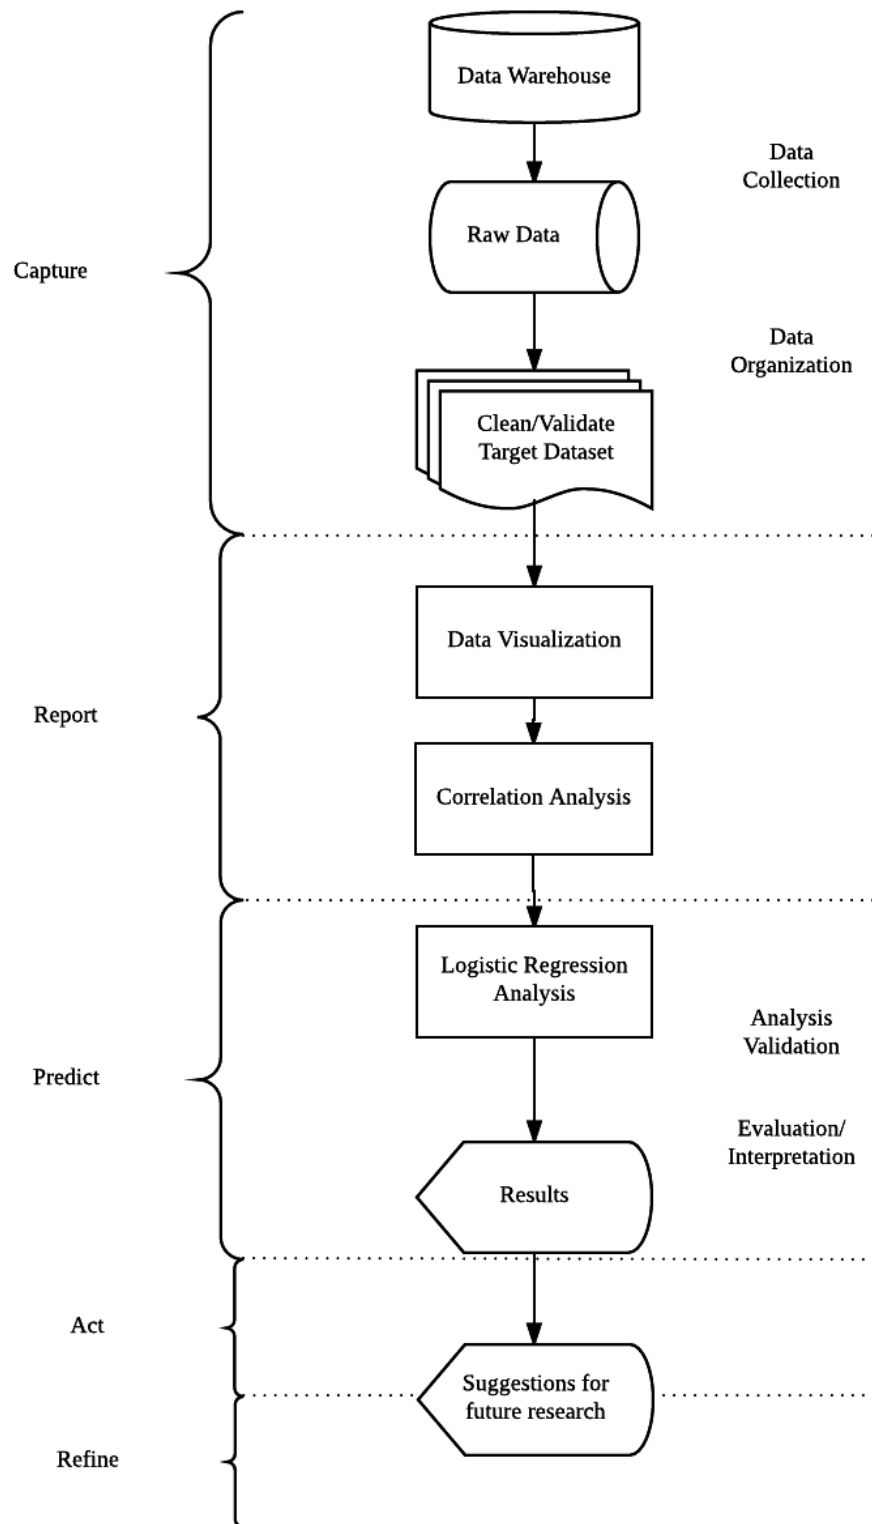 Data Warehouse
Data
Collection
Raw Data
Capture
Data
Organization
Clean/Validate
Target Dataset
Data Visualization
Report
Correlation Analysis
Logistic Regression
Analysis
Analysis
Validation
Predict
Evaluation/
Interpretation
Results
Act
Suggestions for
future research
Refine